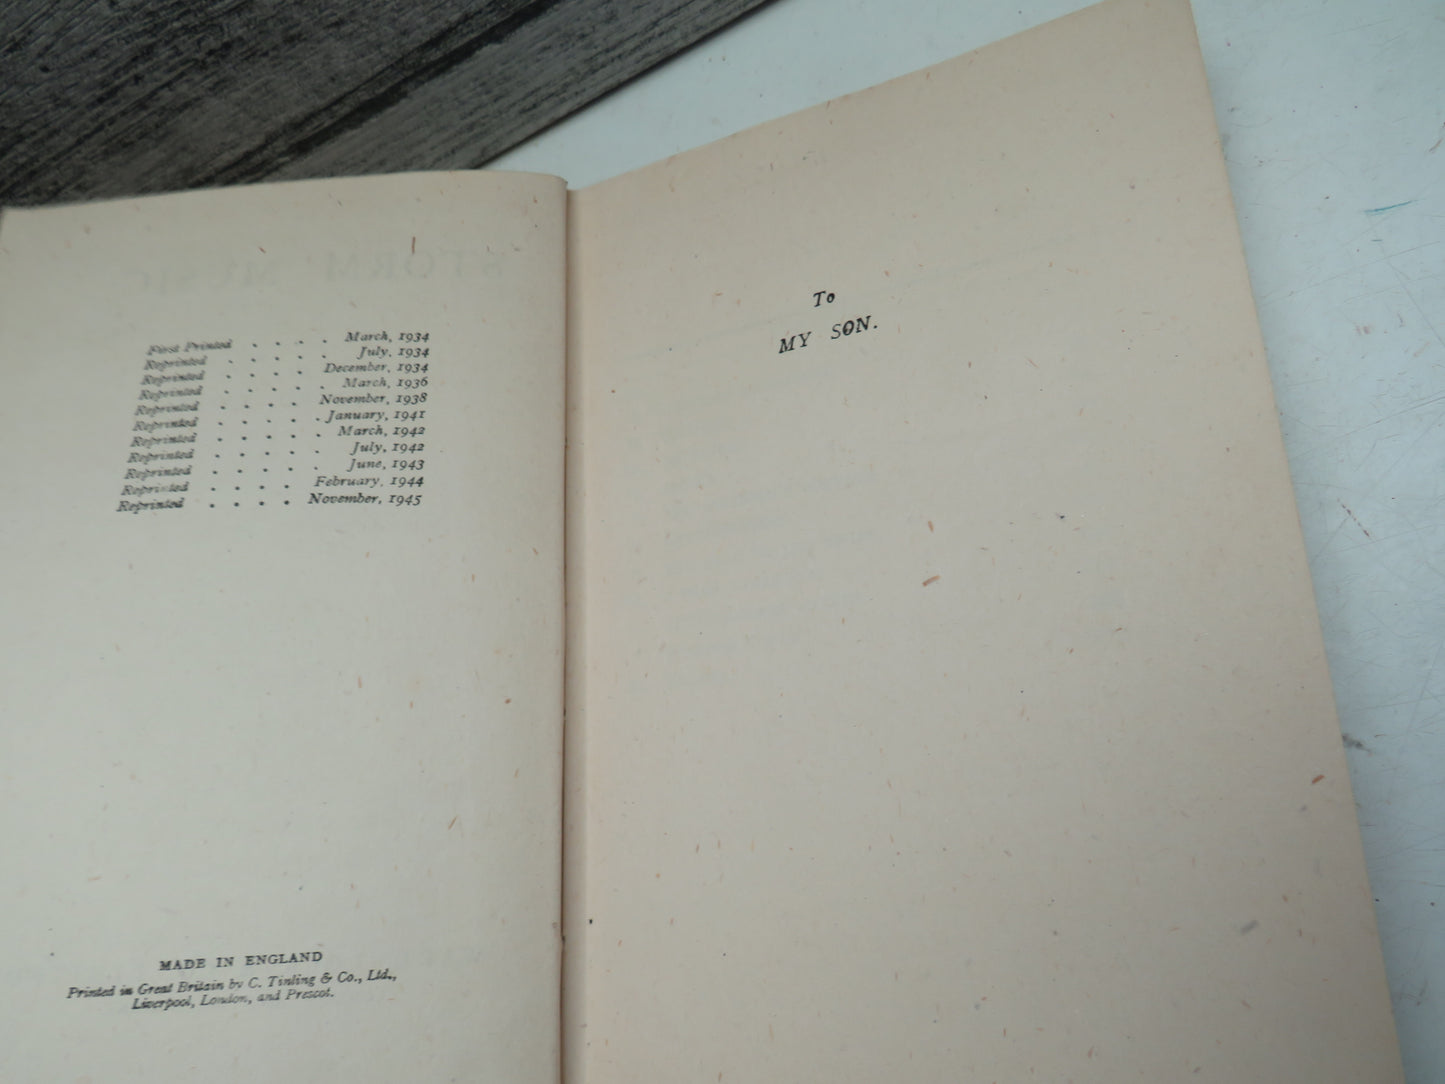 First Printed . . . . March, 1934
Reprinted . . . . . July, 1934
Reprinted . . . . December, 1934
Reprinted . . . . . March, 1936
Reprinted . . . . November, 1938
Reprinted . . . . . January, 1941
Reprinted . . . . . March, 1942
Reprinted . . . . . July, 1942
Reprinted . . . . . June, 1943
Reprinted . . . . February, 1944
Reprinted . . . . November, 1945
MADE IN ENGLAND
Printed in Great Britain by C. Tinling & Co., Ltd.,
Liverpool, London, and Prescot.
To
MY SON.